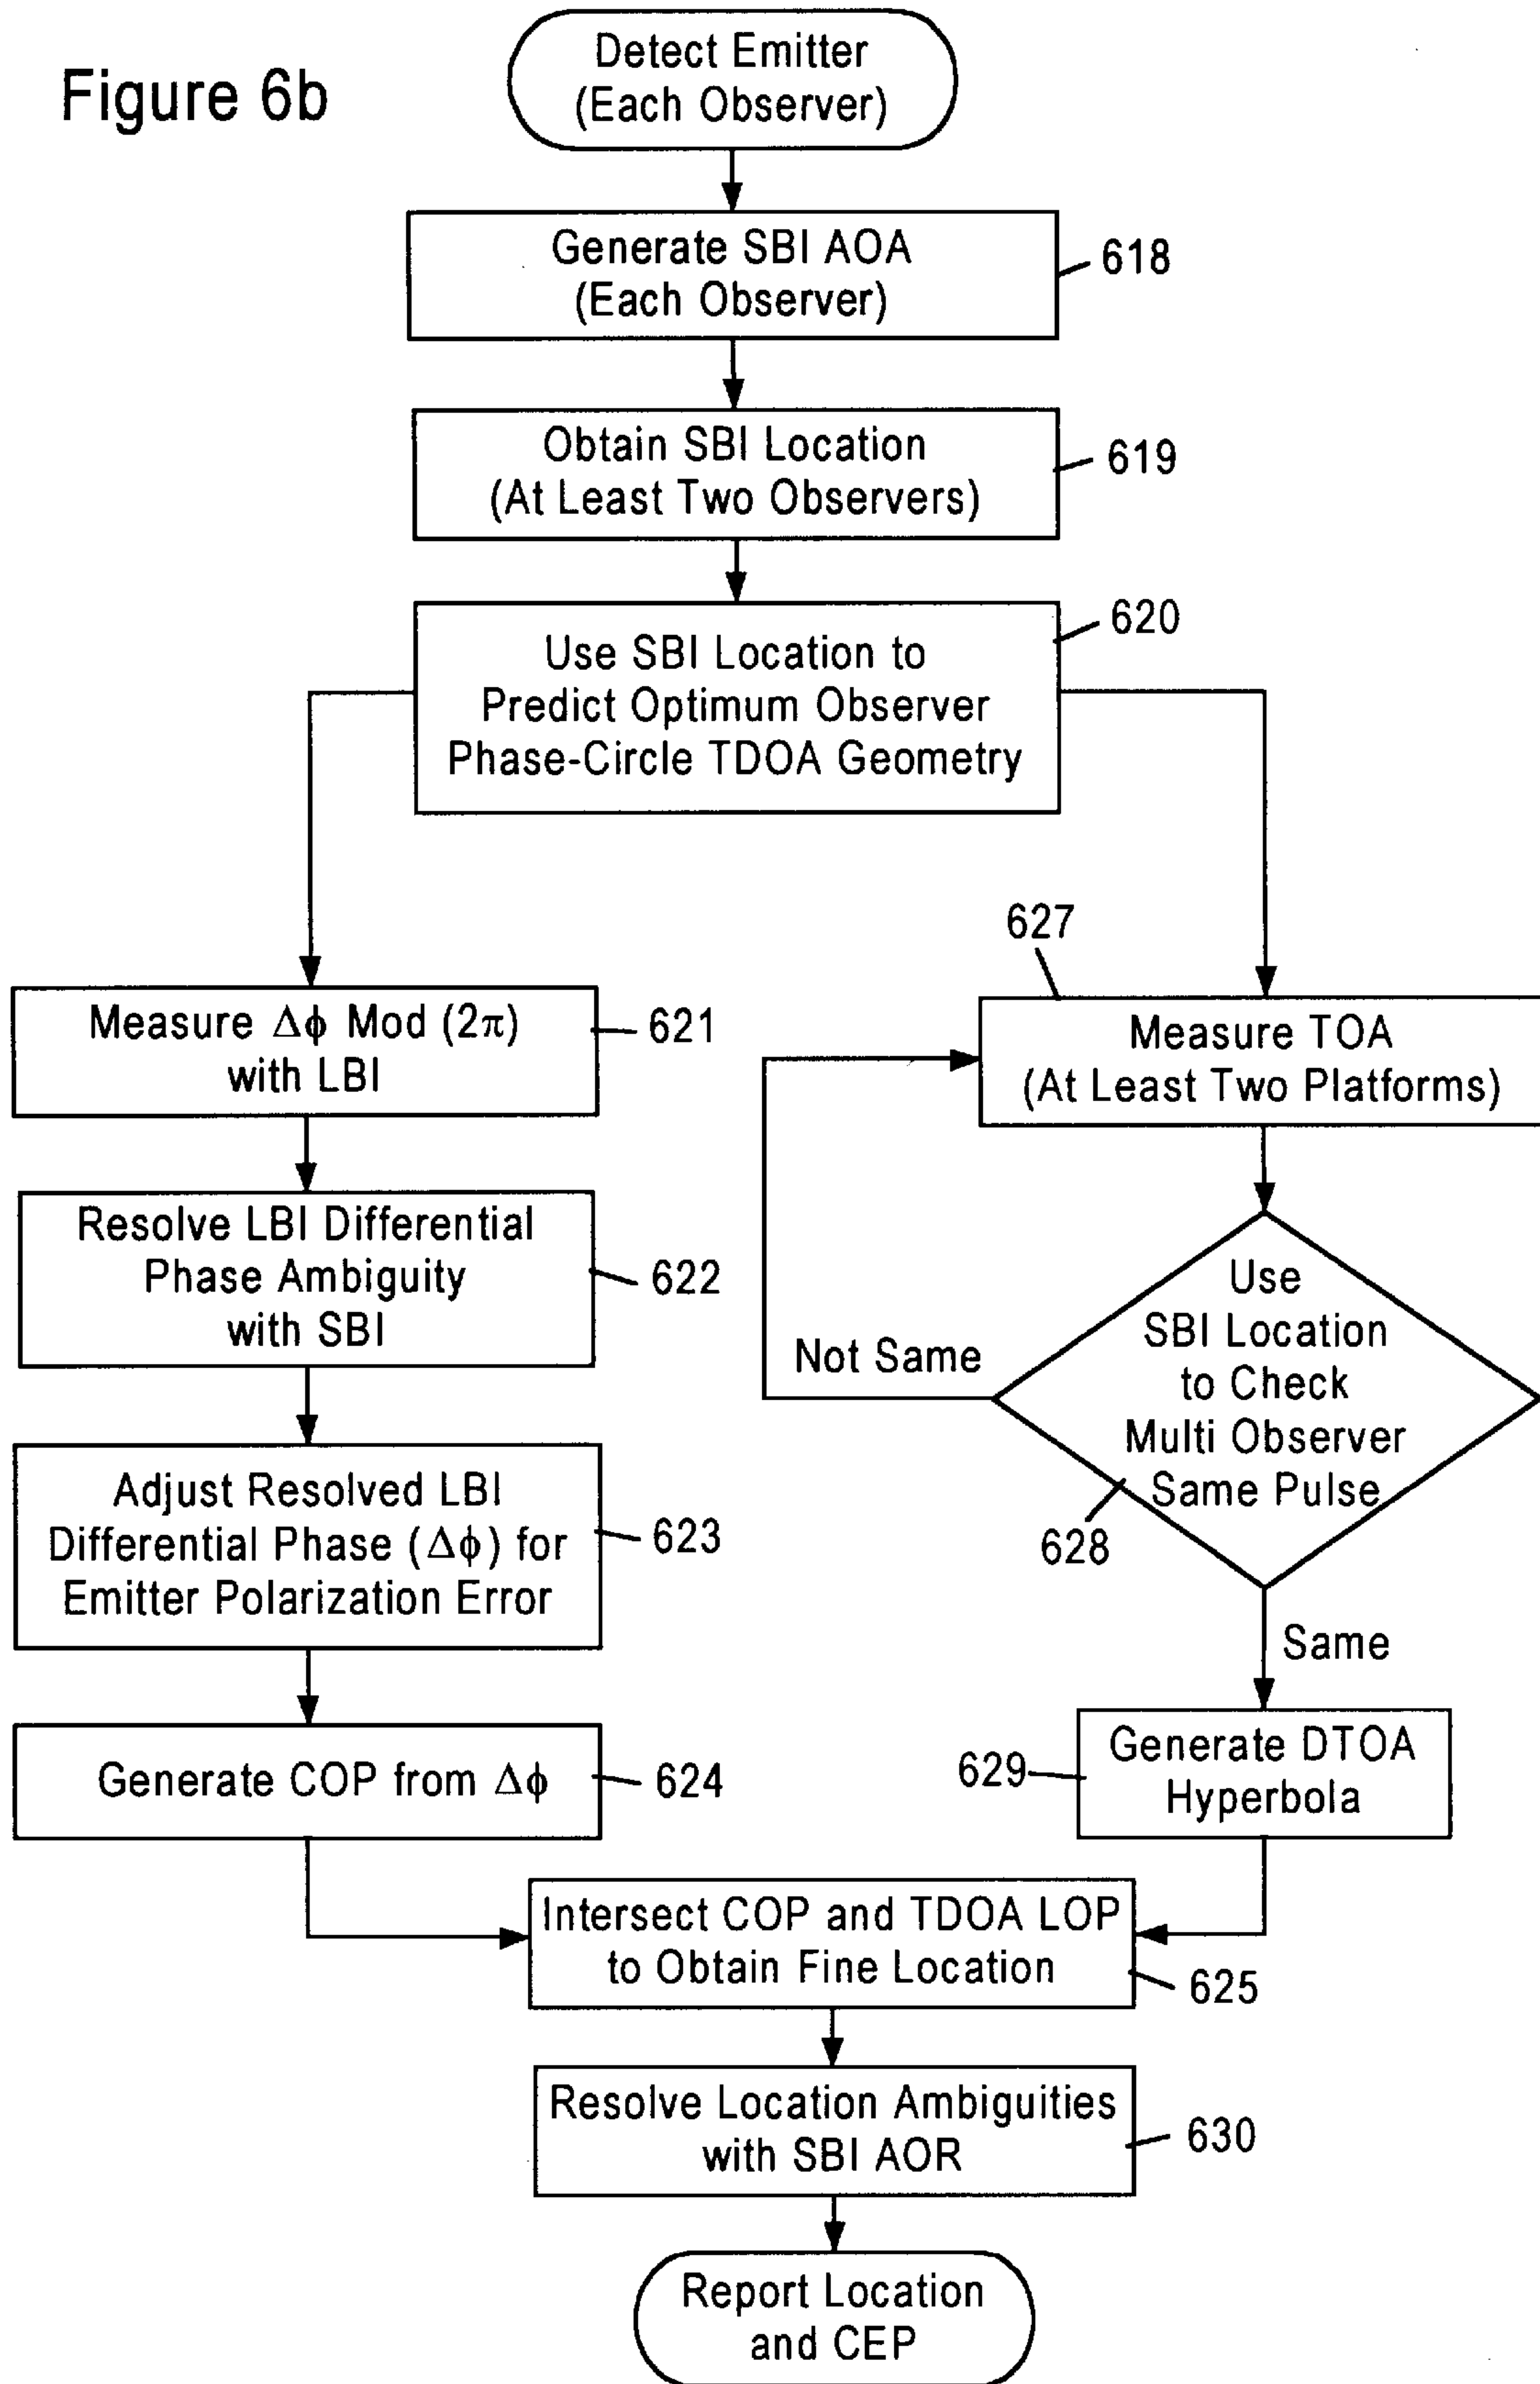 Figure 6b
Detect Emitter
(Each Observer)
Generate SBI AOA
(Each Observer)
618
Obtain SBI Location
(At Least Two Observers)
619
Use SBI Location to
Predict Optimum Observer
Phase-Circle TDOA Geometry
620
Measure Δϕ Mod (2π)
with LBI
621
627
Measure TOA
(At Least Two Platforms)
Resolve LBI Differential
Phase Ambiguity
with SBI
622
Use
SBI Location
to Check
Multi Observer
Same Pulse
628
Not Same
Same
Adjust Resolved LBI
Differential Phase (Δϕ) for
Emitter Polarization Error
623
Generate COP from Δϕ
624
Generate DTOA
Hyperbola
629
Intersect COP and TDOA LOP
to Obtain Fine Location
625
Resolve Location Ambiguities
with SBI AOR
630
Report Location
and CEP